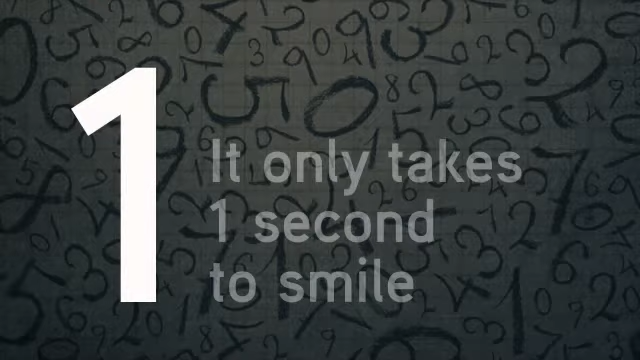 1
It only takes
1 second
to smile